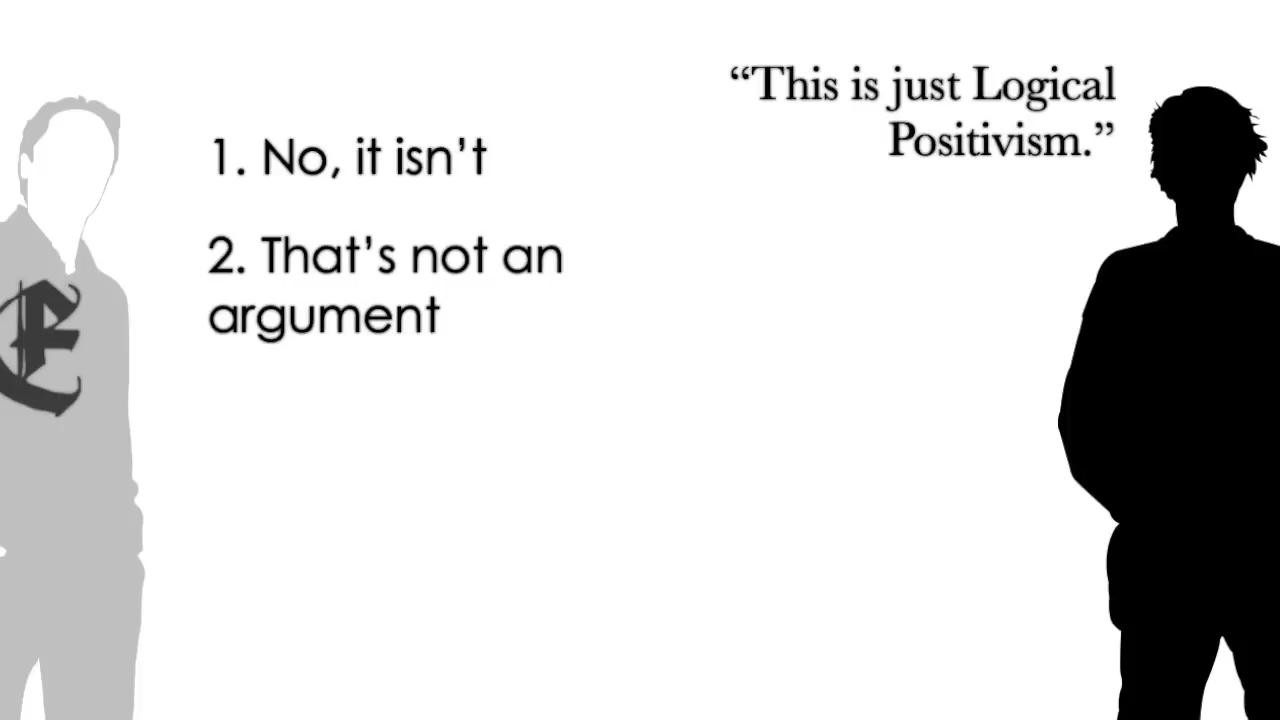 “This is just Logical
Positivism.”
1. No, it isn’t
2. That’s not an
argument
E